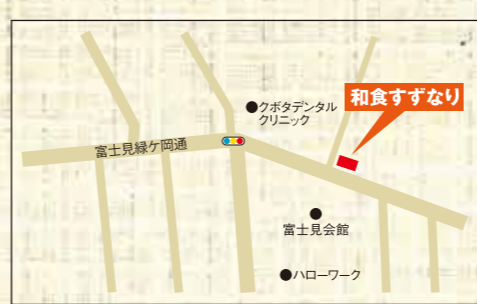 クボタデンタル
クリニック
和食すずなり
富士見緑ケ岡通
富士見会館
ハローワーク